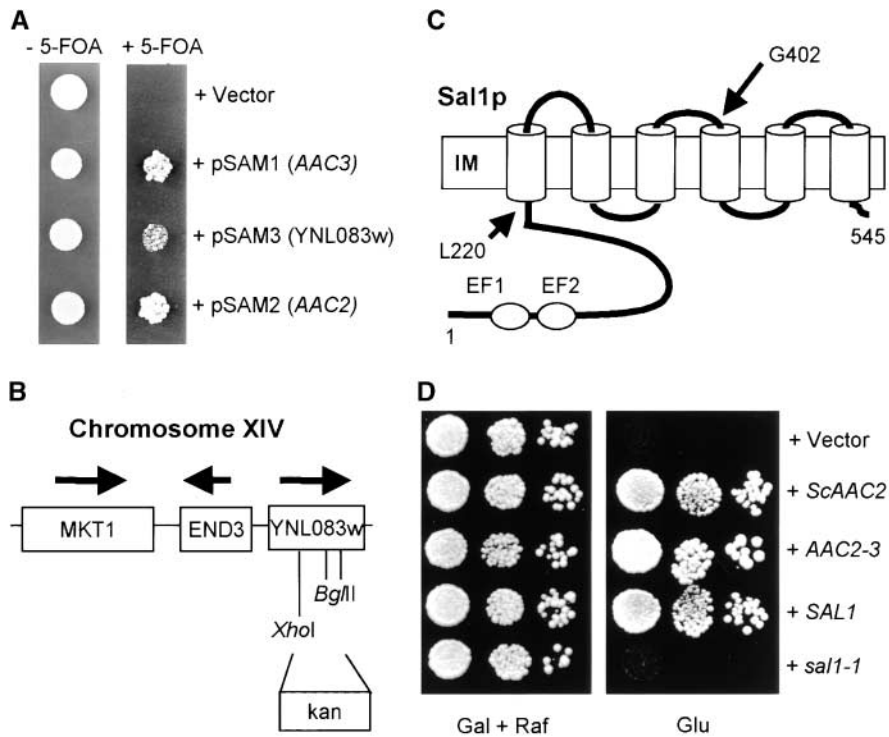 A
- 5-FOA
+ 5-FOA
+ Vector
+ pSAM1 (AAC3)
+ pSAM3 (YNL083w)
+ pSAM2 (AAC2)
B
Chromosome XIV
MKT1
END3
YNL083w
BglII
XhoI
kan
C
G402
Sal1p
IM
L220
545
EF1
EF2
1
D
+ Vector
+ ScAAC2
+ AAC2-3
+ SAL1
+ sal1-1
Gal + Raf
Glu